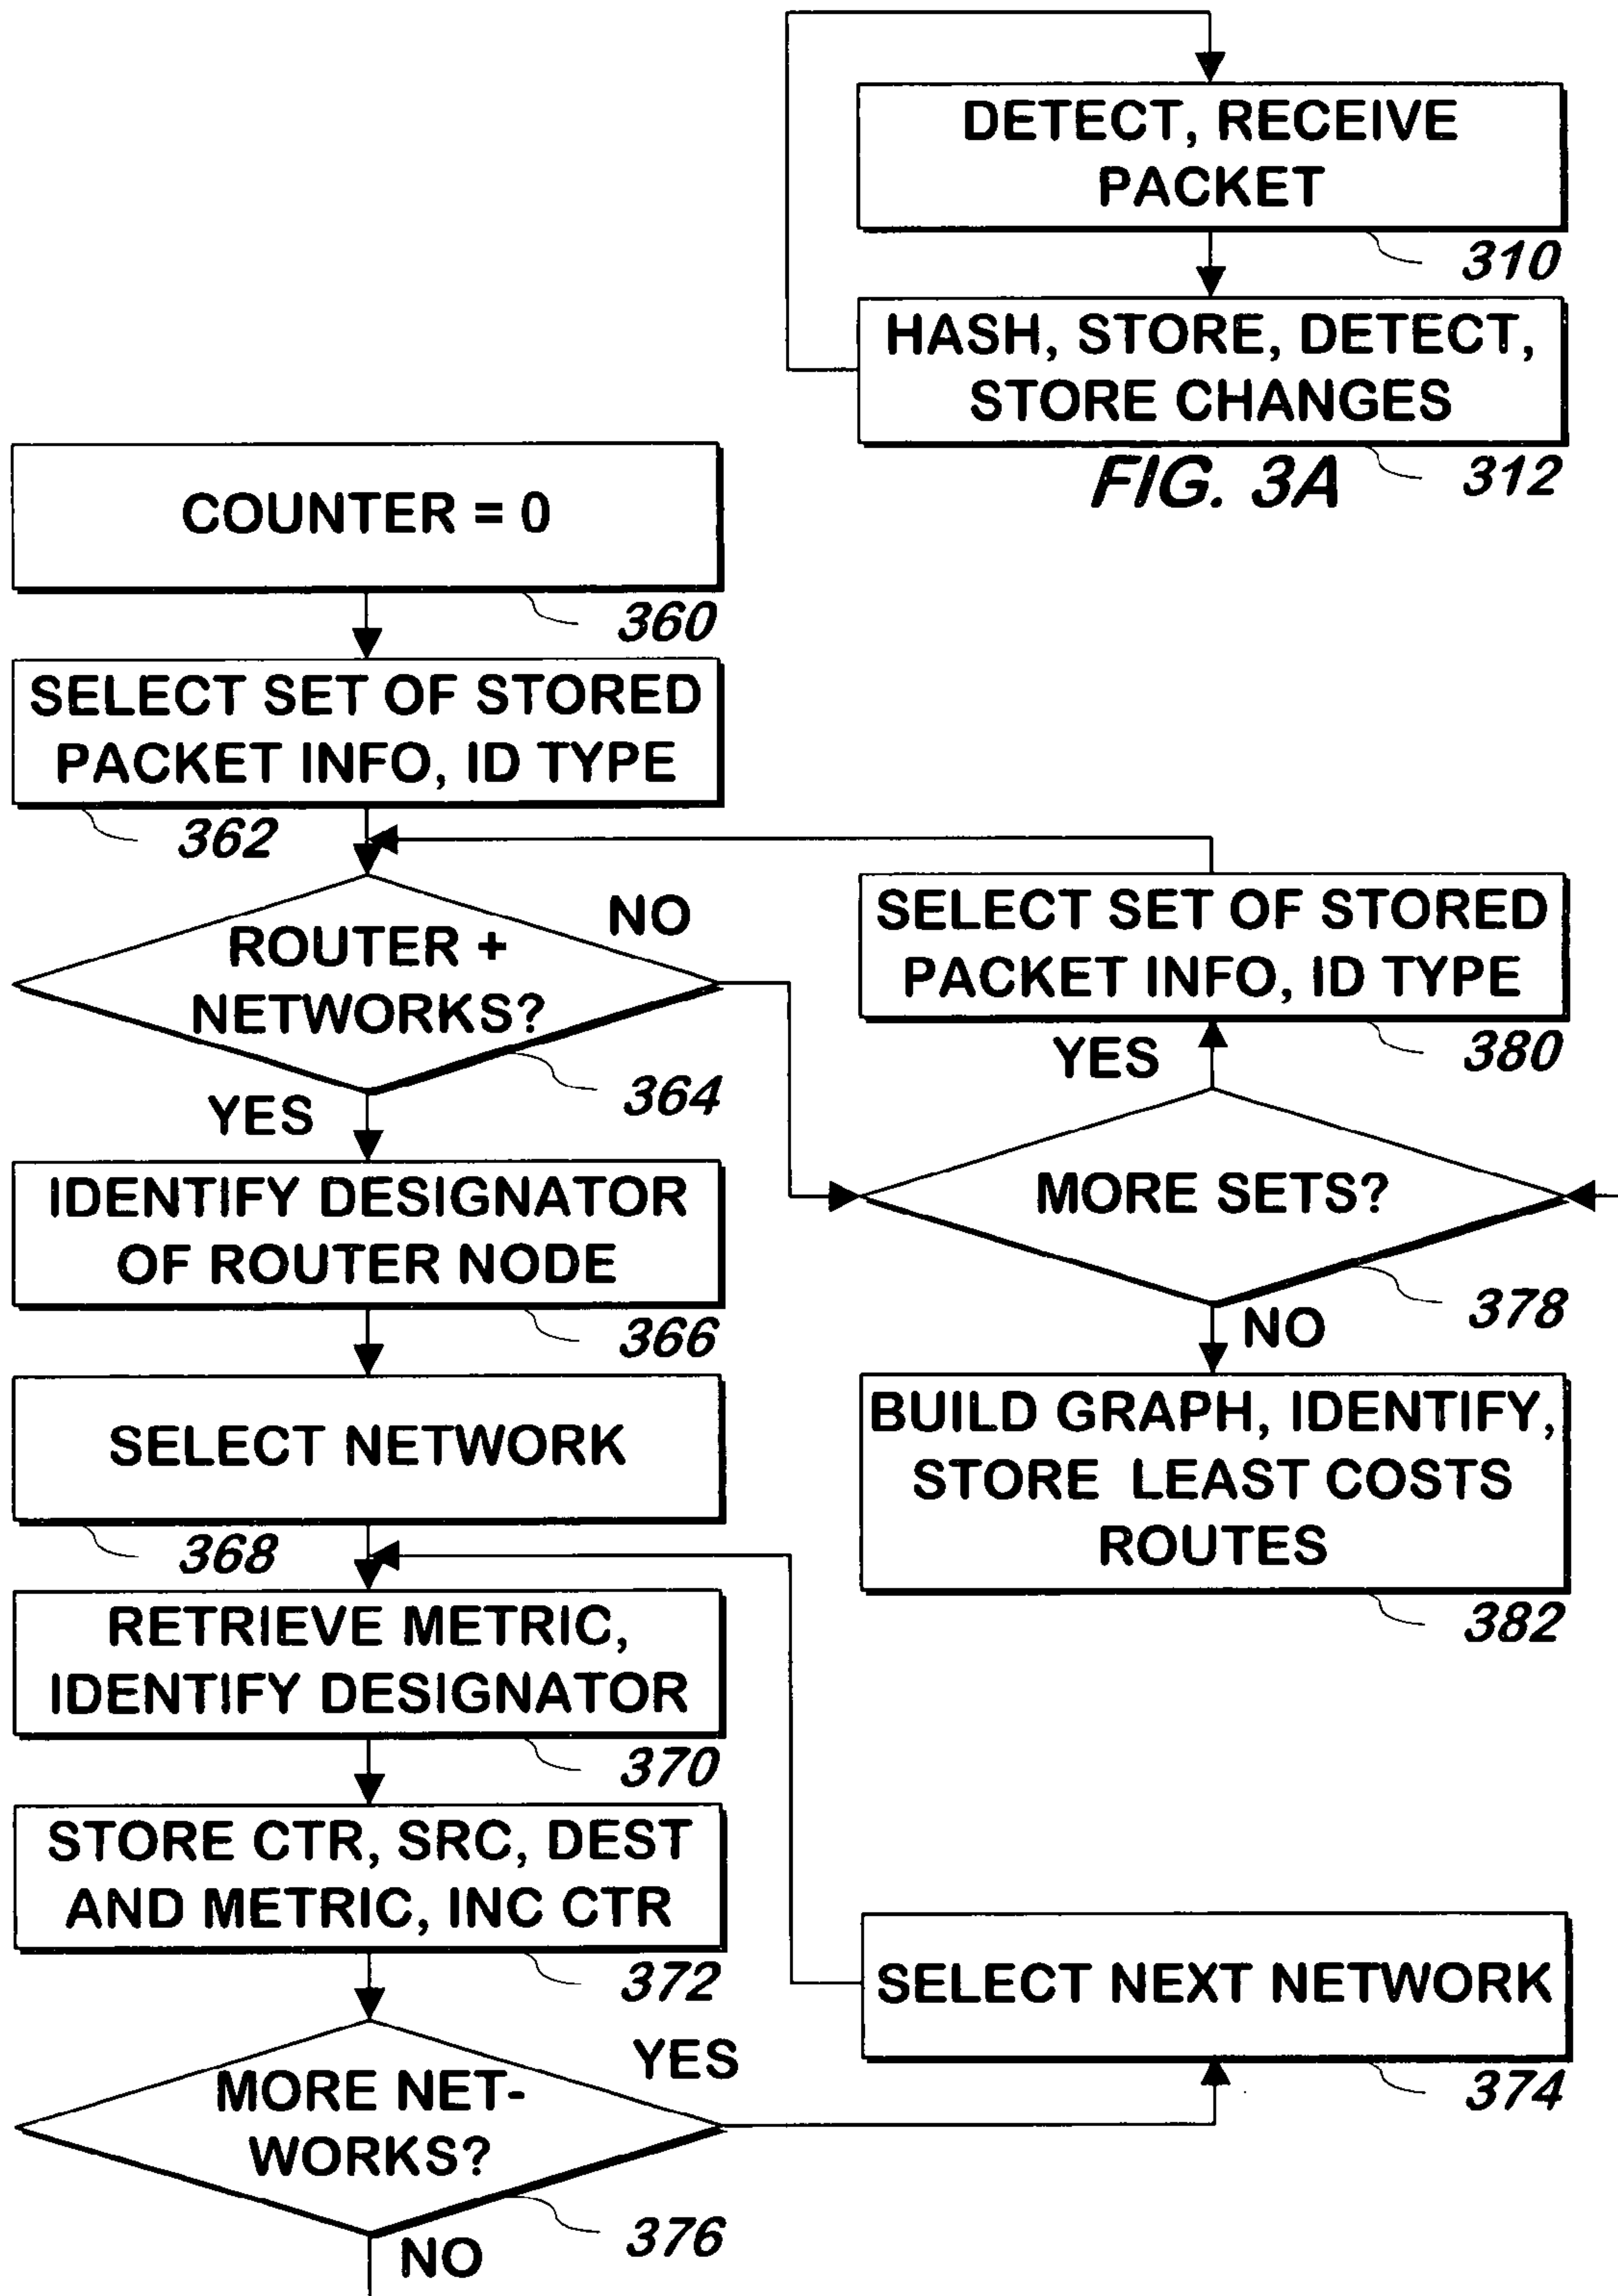 DETECT, RECEIVE
PACKET
310
HASH, STORE, DETECT,
STORE CHANGES
312
FIG. 3A
COUNTER = 0
360
SELECT SET OF STORED
PACKET INFO, ID TYPE
362
ROUTER +
NETWORKS?
NO
364
YES
IDENTIFY DESIGNATOR
OF ROUTER NODE
366
SELECT NETWORK
368
RETRIEVE METRIC,
IDENTIFY DESIGNATOR
370
STORE CTR, SRC, DEST
AND METRIC, INC CTR
372
MORE NET-
WORKS?
YES
376
NO
SELECT NEXT NETWORK
374
SELECT SET OF STORED
PACKET INFO, ID TYPE
380
YES
MORE SETS?
378
NO
BUILD GRAPH, IDENTIFY,
STORE LEAST COSTS
ROUTES
382